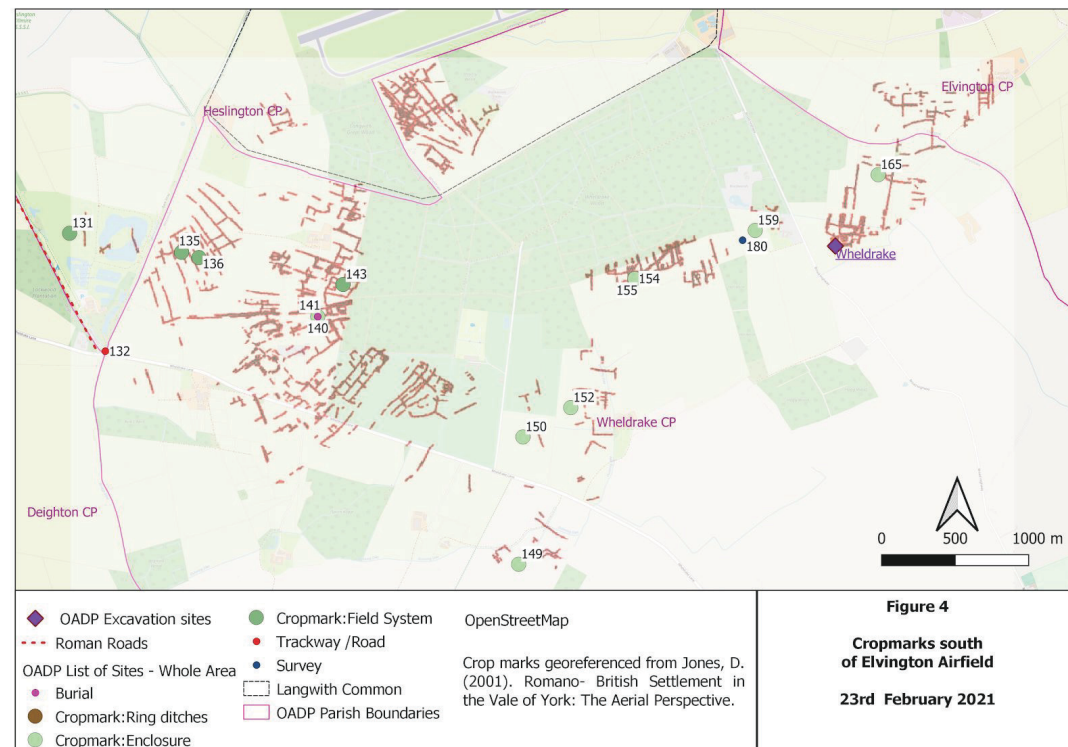 Heslington CP
Elvington CP
165
131
159
135
180
136
Wheldrake
143
154
155
141
140
132
152
Wheldrake CP
150
Deighton CP
0 500 1000 m
149
OADP Excavation sites
Roman Roads
OADP List of Sites - Whole Area
Burial
Cropmark:Ring ditches
Cropmark:Enclosure
Cropmark:Field System
Trackway /Road
Survey
Langwith Common
OADP Parish Boundaries
OpenStreetMap
Crop marks georeferenced from Jones, D.
(2001). Romano- British Settlement in
the Vale of York: The Aerial Perspective.
Figure 4
Cropmarks south
of Elvington Airfield
23rd February 2021